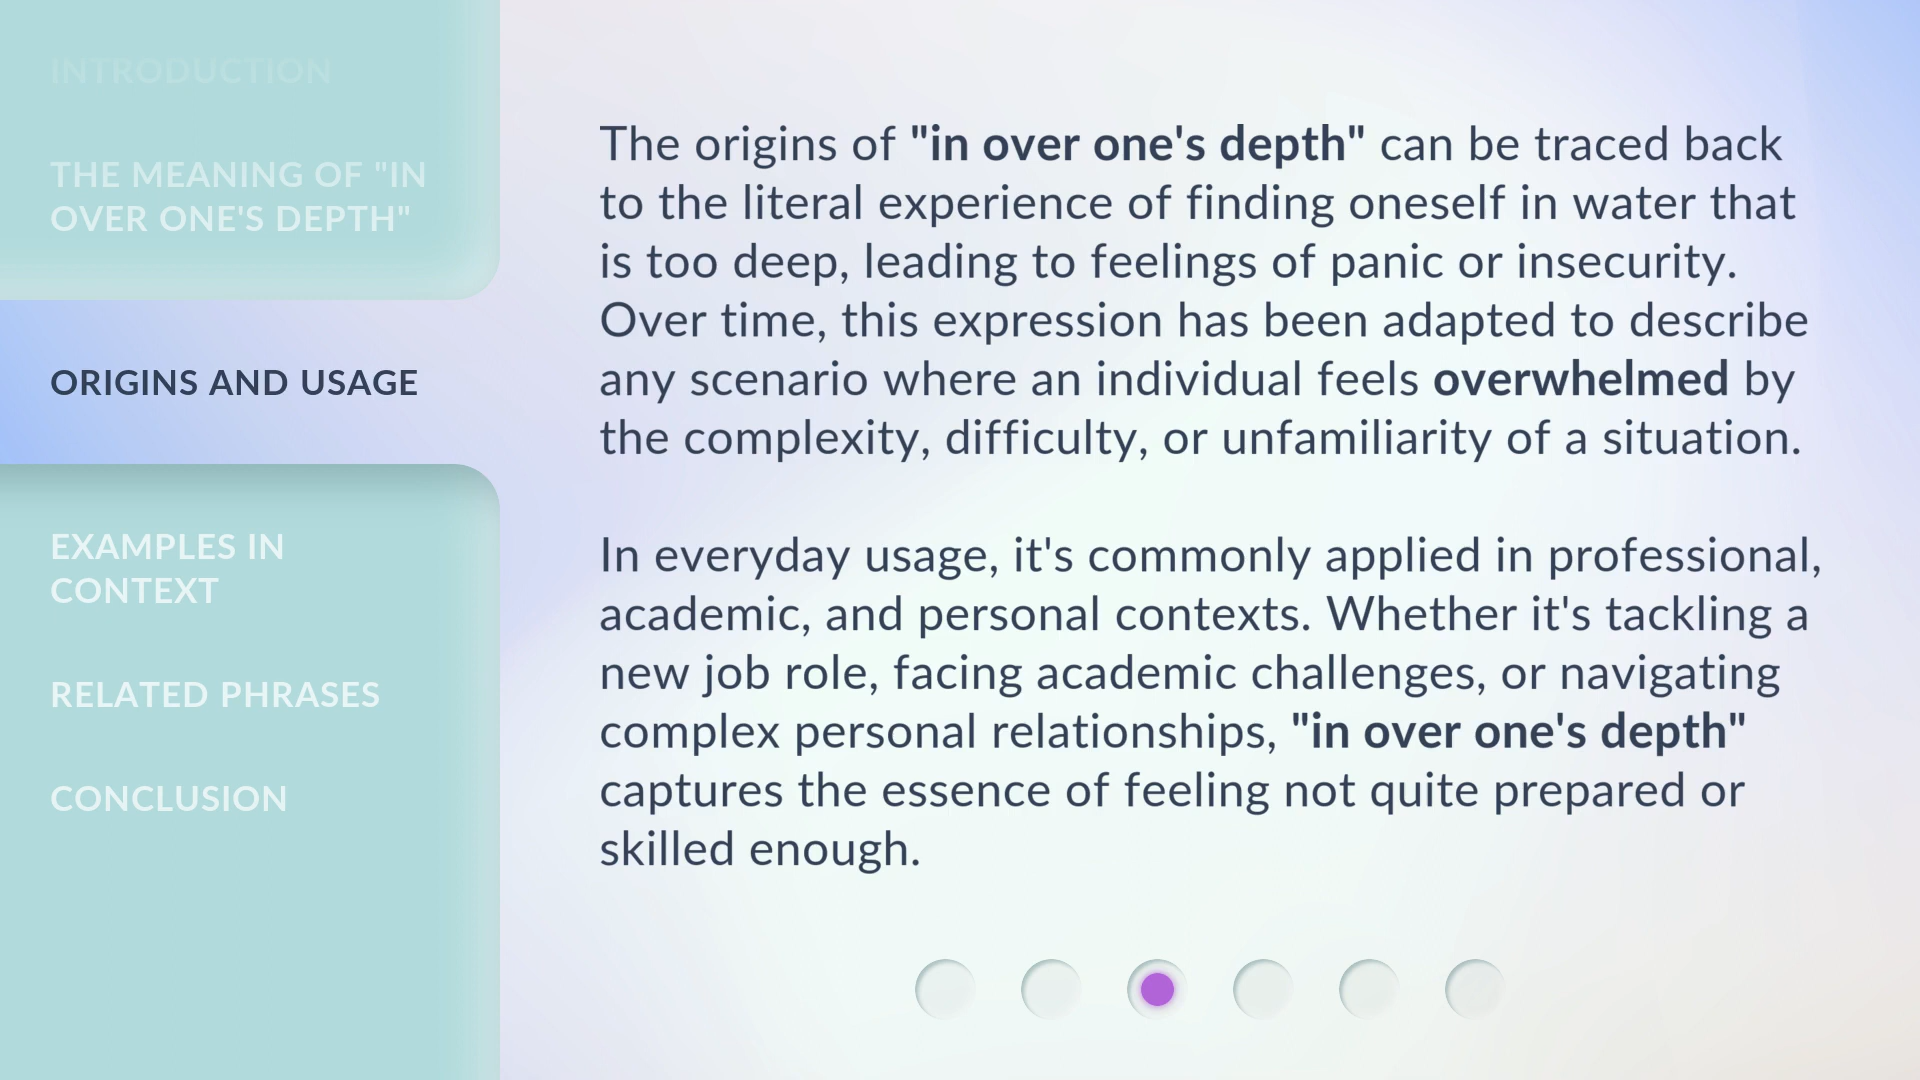 INTRODUCTION
THE MEANING OF "IN
OVER ONE'S DEPTH"
ORIGINS AND USAGE
EXAMPLES IN
CONTEXT
RELATED PHRASES
CONCLUSION
The origins of "in over one's depth" can be traced back
to the literal experience of finding oneself in water that
is too deep, leading to feelings of panic or insecurity.
Over time, this expression has been adapted to describe
any scenario where an individual feels overwhelmed by
the complexity, difficulty, or unfamiliarity of a situation.
In everyday usage, it's commonly applied in professional,
academic, and personal contexts. Whether it's tackling a
new job role, facing academic challenges, or navigating
complex personal relationships, "in over one's depth"
captures the essence of feeling not quite prepared or
skilled enough.